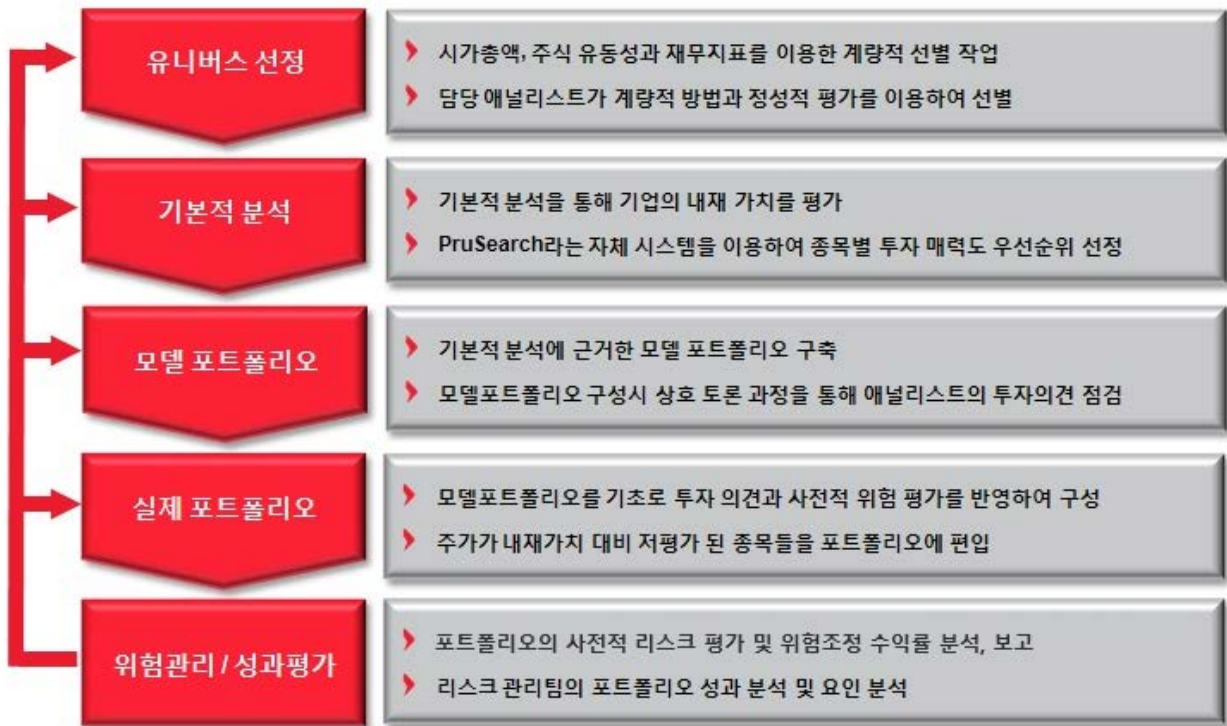 유니버스 선정
시가총액, 주식 유동성과 재무지표를 이용한 계량적 선별 작업
담당 애널리스트가 계량적 방법과 정성적 평가를 이용하여 선별
기본적 분석
기본적 분석을 통해 기업의 내재 가치를 평가
PruSearch라는 자체 시스템을 이용하여 종목별 투자 매력도 우선순위 선정
모델 포트폴리오
기본적 분석에 근거한 모델 포트폴리오 구축
모델포트폴리오 구성시 상호 토론 과정을 통해 애널리스트의 투자의견 점검
실제 포트폴리오
모델포트폴리오를 기초로 투자 의견과 사전적 위험 평가를 반영하여 구성
주가가 내재가치 대비 저평가 된 종목들을 포트폴리오에 편입
위험관리 / 성과평가
포트폴리오의 사전적 리스크 평가 및 위험조정 수익률 분석, 보고
리스크 관리팀의 포트폴리오 성과 분석 및 요인 분석